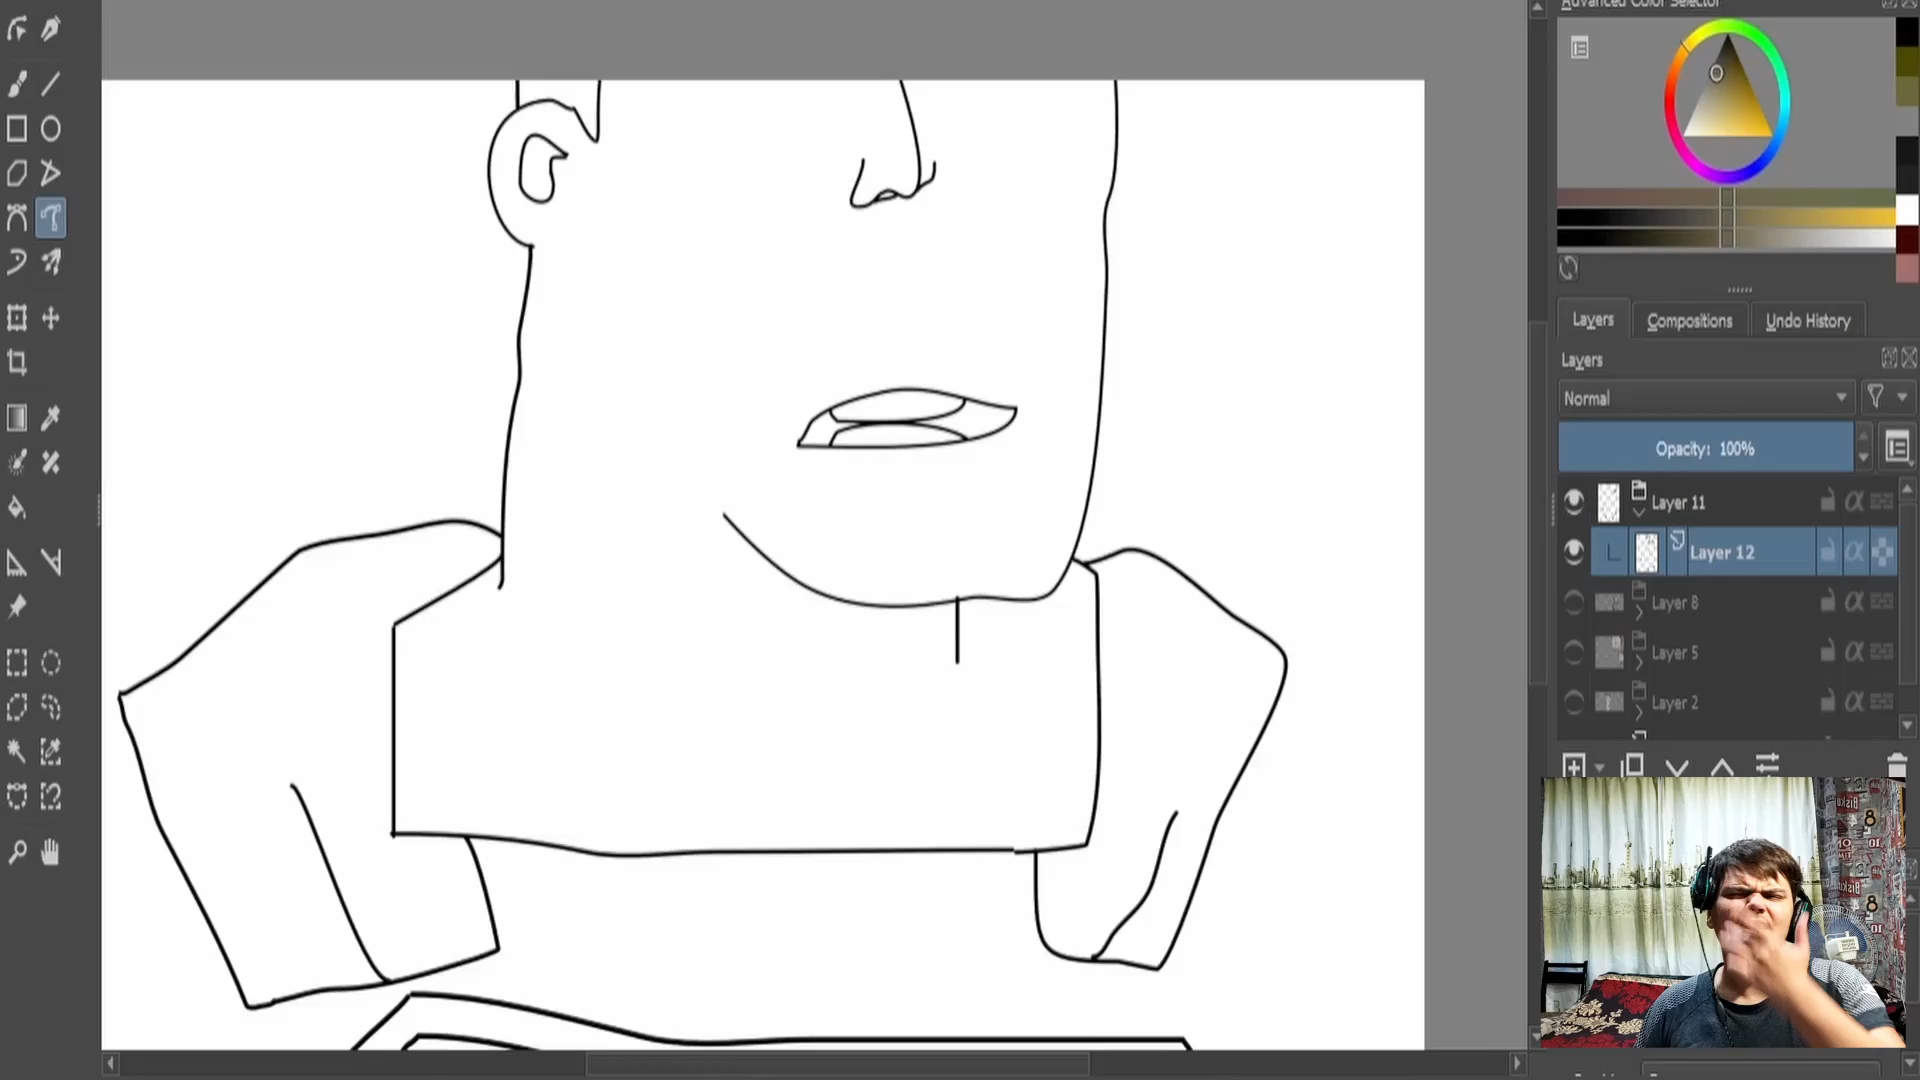 Advanced Color Selector
Layers
Compositions
Undo History
Layers
Normal
Opacity: 100%
Layer 11
Layer 12
Layer 8
Layer 5
Layer 2